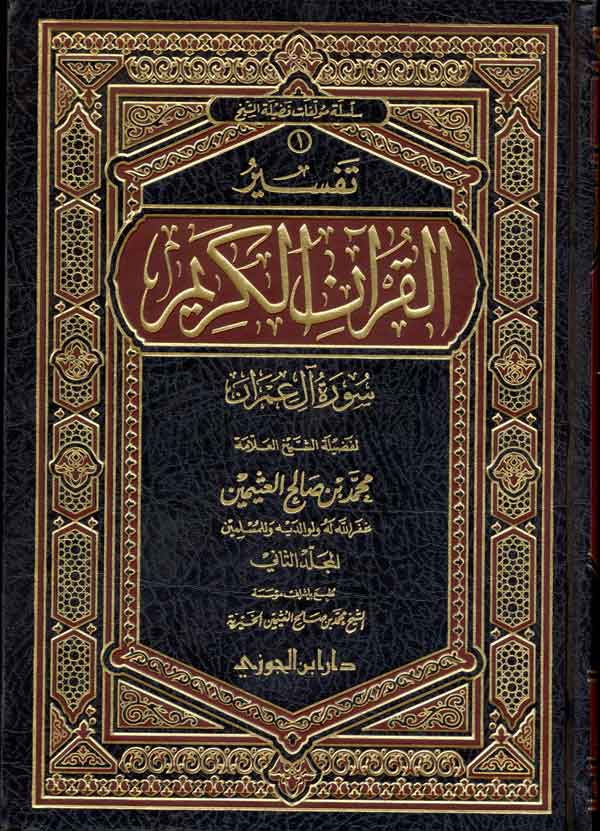 سلسلة مؤلفات فضيلة الشيخ
١
تفسير
القرآن الكريم
سورة آل عمران
لفضيلة الشيخ العلامة
محمد بن صالح العثيمين
غفر الله له ولوالديه وللمسلمين
المجلد الثاني
طبع بإشراف مؤسسة
الشيخ محمد بن صالح العثيمين الخيرية
دار ابن الجوزي